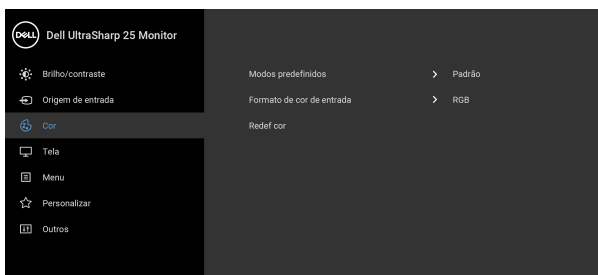 DELL Dell UltraSharp 25 Monitor
Brilho/contraste
Modos predefinidos > Padrão
Origem de entrada
Formato de cor de entrada > RGB
Cor
Redef cor
Tela
Menu
Personalizar
Outros